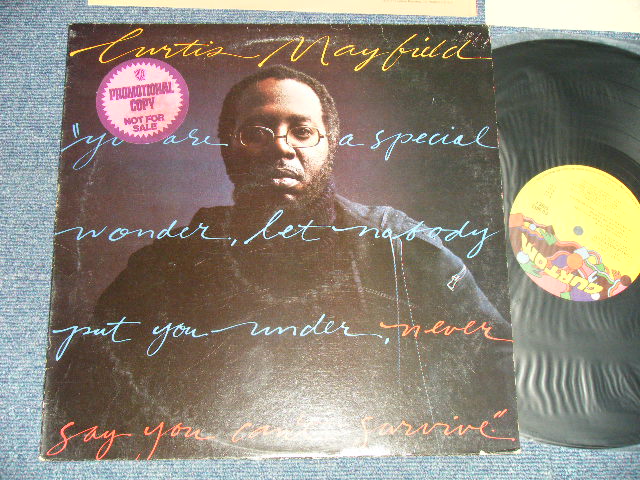 Curtis Mayfield
PROMOTIONAL
COPY
NOT FOR
SALE
"you are a special
wonder, let nobody
put you under, never
say you can't survive."
CURTOM